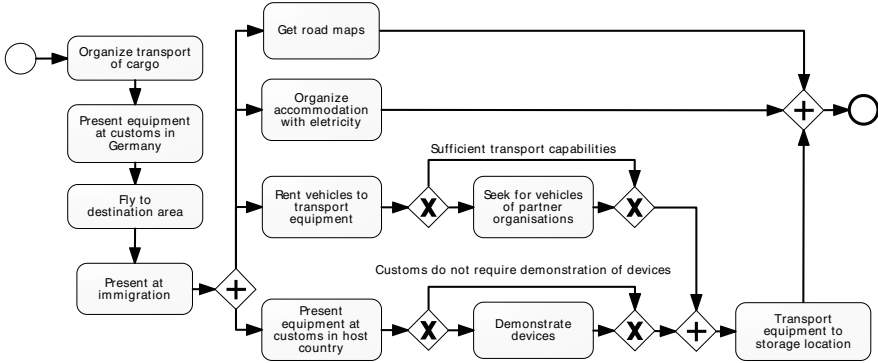 Organize transport
of cargo
Present equipment
at customs in
Germany
Fly to
destination area
Present at
immigration
Get road maps
Organize
accommodation
with eletricity
Rent vehicles to
transport
equipment
Sufficient transport capabilities
Seek for vehicles
of partner
organisations
Present
equipment at
customs in host
country
Customs do not require demonstration of devices
Demonstrate
devices
Transport
equipment to
storage location